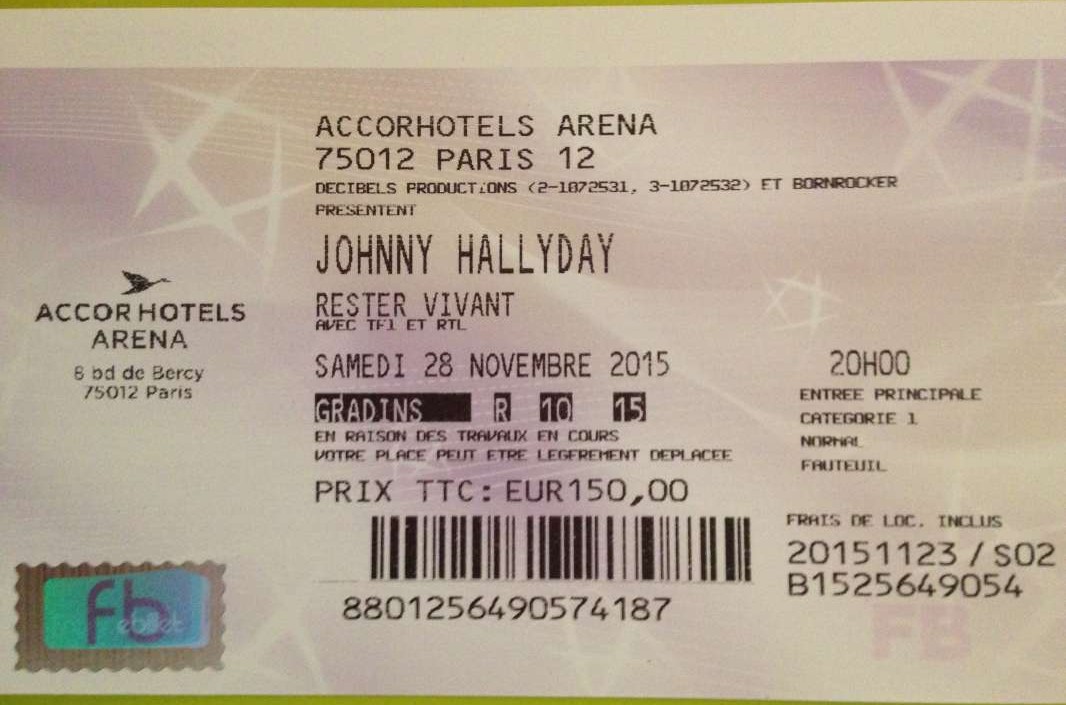 ACCORHOTELS ARENA
75012 PARIS 12
DECIBELS PRODUCTIONS (2-1072531, 3-1072532) ET BORNROCKER
PRESENTENT
JOHNNY HALLYDAY
RESTER VIVANT
AVEC TF1 ET RTL
SAMEDI 28 NOVEMBRE 2015
GRADINS R 10 15
EN RAISON DES TRAVAUX EN COURS
VOTRE PLACE PEUT ETRE LEGEREMENT DEPLACEE
PRIX TTC: EUR150,00
8801256490574187
20H00
ENTREE PRINCIPALE
CATEGORIE 1
NORMAL
FAUTEUIL
FRAIS DE LOC. INCLUS
20151123 / S02
B1525649054
FB
ACCORHOTELS
ARENA
8 bd de Bercy
75012 Paris
fb